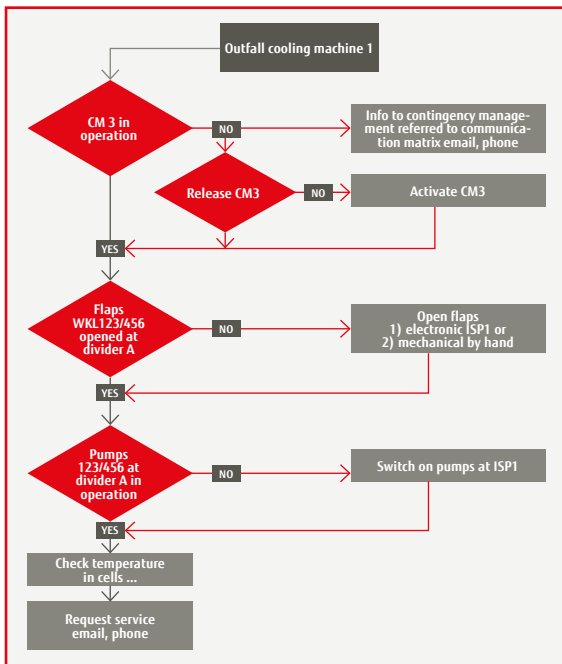 Outfall cooling machine 1
CM 3 in
operation
NO
Info to contingency manage-
ment referred to communica-
tion matrix email, phone
Release CM3
NO
Activate CM3
YES
Flaps
WKL123/456
opened at
divider A
NO
Open flaps
1) electronic ISP1 or
2) mechanical by hand
YES
Pumps
123/456 at
divider A in
operation
NO
Switch on pumps at ISP1
YES
Check temperature
in cells ...
Request service
email, phone